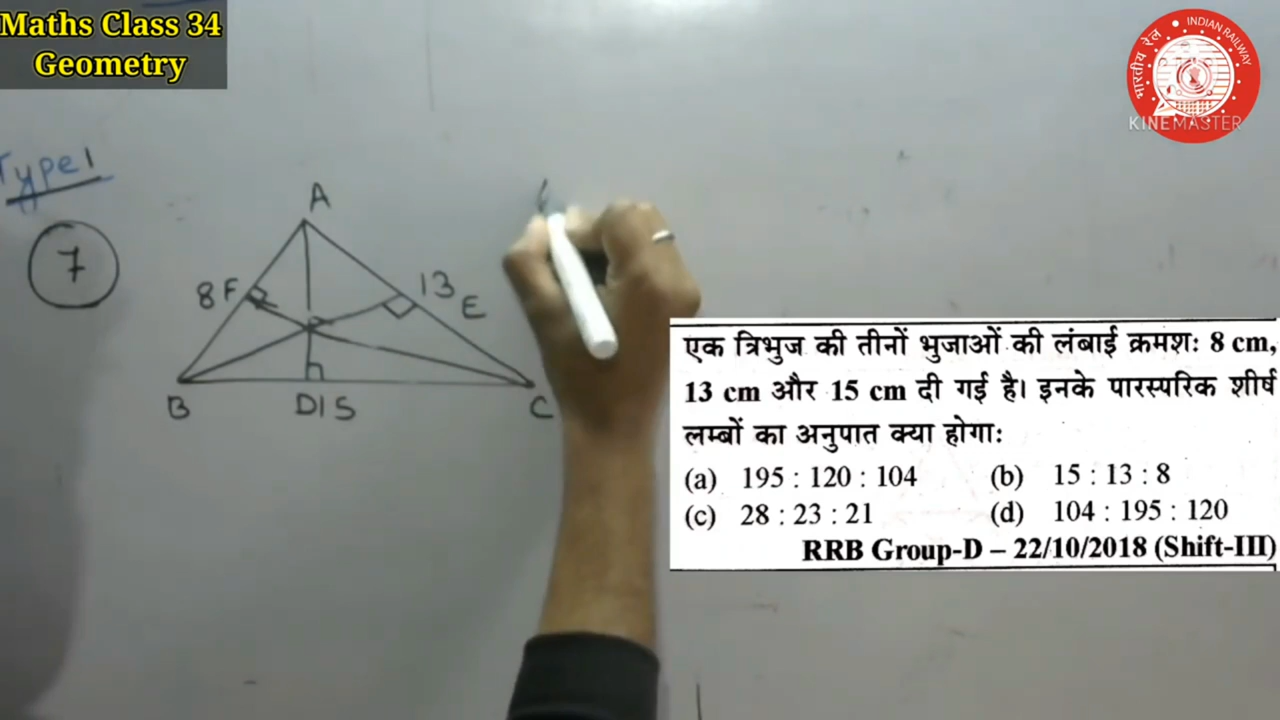 Maths Class 34
Geometry
भारतीय रेल • INDIAN RAILWAY
KINEMASTER
Type 1
7
A
8 F
13
E
B
D 15
C
एक त्रिभुज की तीनों भुजाओं की लंबाई क्रमशः 8 cm,
13 cm और 15 cm दी गई है। इनके पारस्परिक शीर्ष
लम्बों का अनुपात क्या होगाः
(a) 195 : 120 : 104 (b) 15 : 13 : 8
(c) 28 : 23 : 21 (d) 104 : 195 : 120
RRB Group-D – 22/10/2018 (Shift-III)